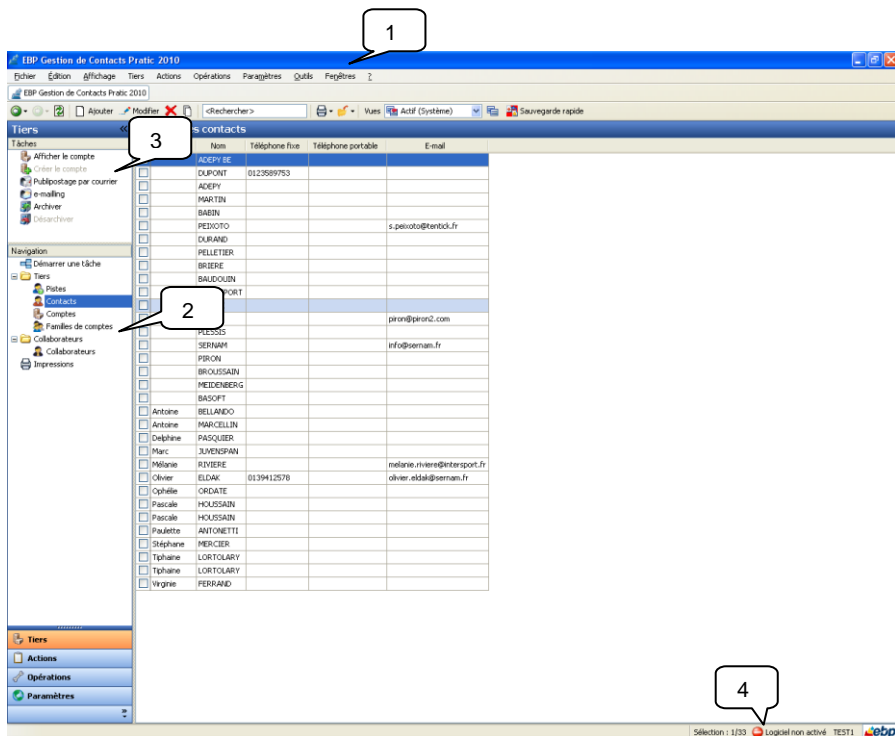 1
EBP Gestion de Contacts Pratic 2010
Fichier Édition Affichage Tiers Actions Opérations Paramètres Outils Fenêtres ?
EBP Gestion de Contacts Pratic 2010
Ajouter Modifier <Rechercher> Vues Actif (Système) Sauvegarde rapide
Tiers
contacts
Tâches
Afficher le compte
Créer le compte
Publipostage par courrier
e-mailing
Archiver
Désarchiver
3
Navigation
Démarrer une tâche
Tiers
Pistes
Contacts
Comptes
Familles de comptes
Collaborateurs
Collaborateurs
Impressions
2
Nom Téléphone fixe Téléphone portable E-mail
ADEPY BE
DUPONT 0123589753
ADEPY
MARTIN
BABIN
PEIXOTO s.peixoto@tentick.fr
DURAND
PELLETIER
BRIERE
BAUDOUIN
PORT
piron@piron2.com
PLESSIS
SERNAM info@sernam.fr
PIRON
BROUSSAIN
MEIDENBERG
BASOFT
Antoine BELLANDO
Antoine MARCELLIN
Delphine PASQUIER
Marc JUVENSPAN
Mélanie RIVIERE melanie.riviere@intersport.fr
Olivier ELDAK 0139412578 olivier.eldak@sernam.fr
Ophélie ORDATE
Pascale HOUSSAIN
Pascale HOUSSAIN
Paulette ANTONETTI
Stéphane MERCIER
Tiphaine LORTOLARY
Tiphaine LORTOLARY
Virginie FERRAND
Tiers
Actions
Opérations
Paramètres
4
Sélection : 1/33 Logiciel non activé TEST1 ebp